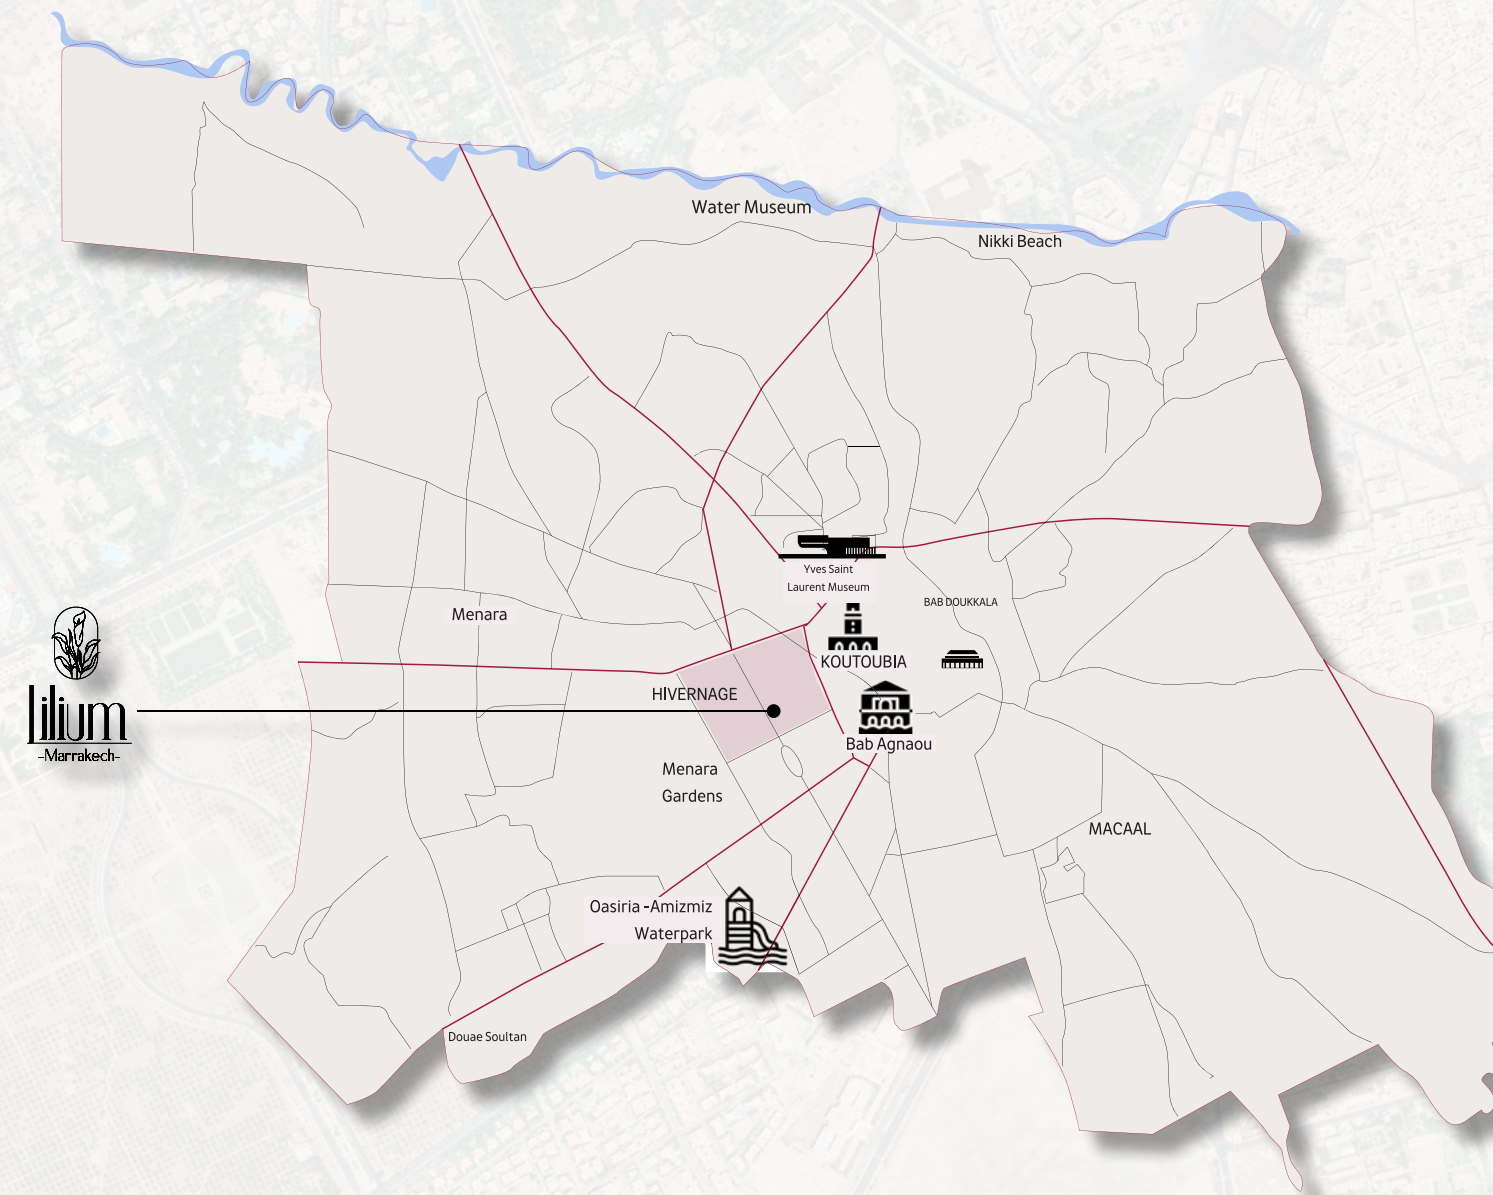 Water Museum
Nikki Beach
Yves Saint
Laurent Museum
BAB DOUKKALA
Menara
KOUTOUBIA
HIVERNAGE
lilium
-Marrakech-
Bab Agnaou
Menara
Gardens
MACAAL
Oasiria -Amizmiz
Waterpark
Douae Soultan